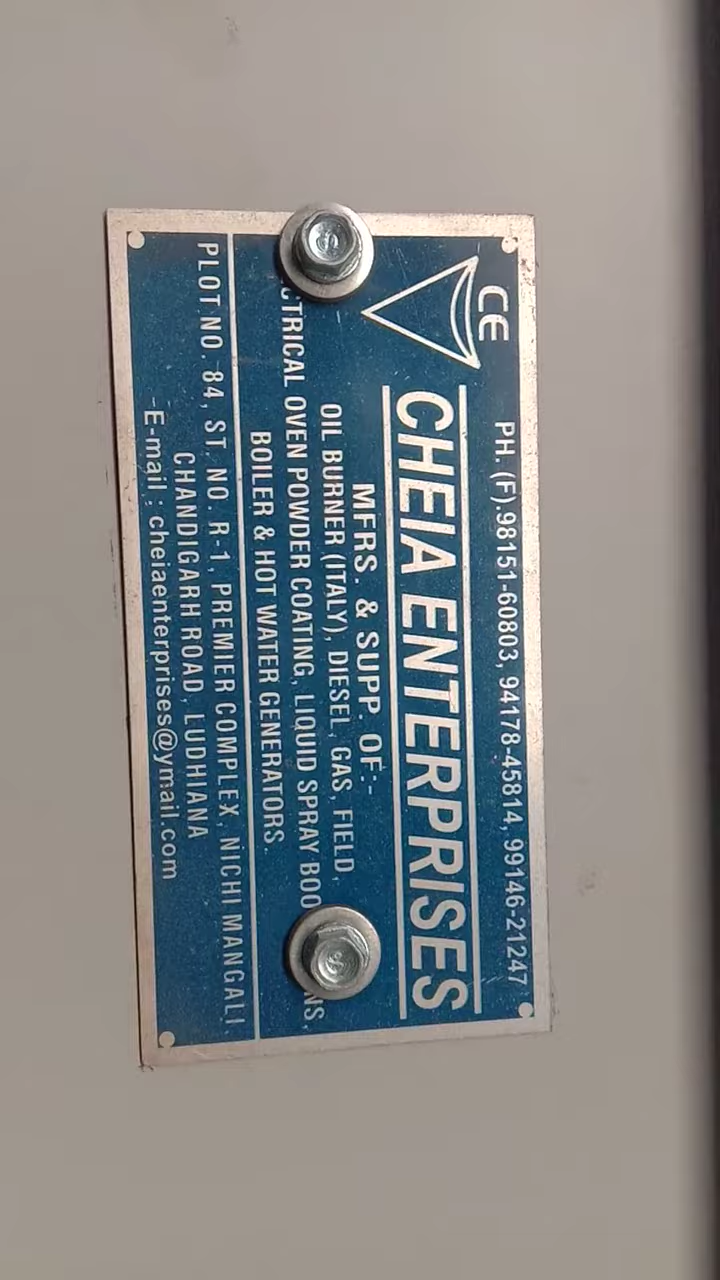 PH. (F).98151-60803, 94178-45814, 99146-21247
CE
CHEIA ENTERPRISES
MFRS. & SUPP. OF:-
OIL BURNER (ITALY), DIESEL, GAS, FIELD,
CTRICAL OVEN POWDER COATING, LIQUID SPRAY BOO NS,
BOILER & HOT WATER GENERATORS.
PLOT NO. 84, ST. NO. R-1, PREMIER COMPLEX, NICHI MANGALI,
CHANDIGARH ROAD, LUDHIANA
E-mail : cheiaenterprises@ymail.com